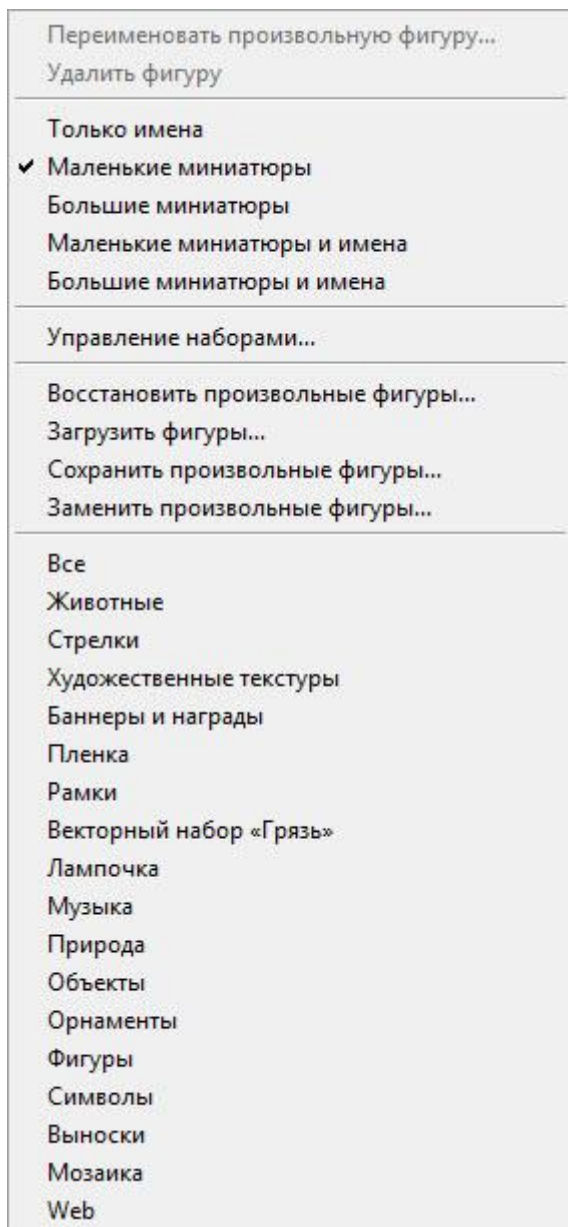 Переименовать произвольную фигуру...
Удалить фигуру
Только имена
Маленькие миниатюры
Большие миниатюры
Маленькие миниатюры и имена
Большие миниатюры и имена
Управление наборами...
Восстановить произвольные фигуры...
Загрузить фигуры...
Сохранить произвольные фигуры...
Заменить произвольные фигуры...
Все
Животные
Стрелки
Художественные текстуры
Баннеры и награды
Пленка
Рамки
Векторный набор «Грязь»
Лампочка
Музыка
Природа
Объекты
Орнаменты
Фигуры
Символы
Выноски
Мозаика
Web